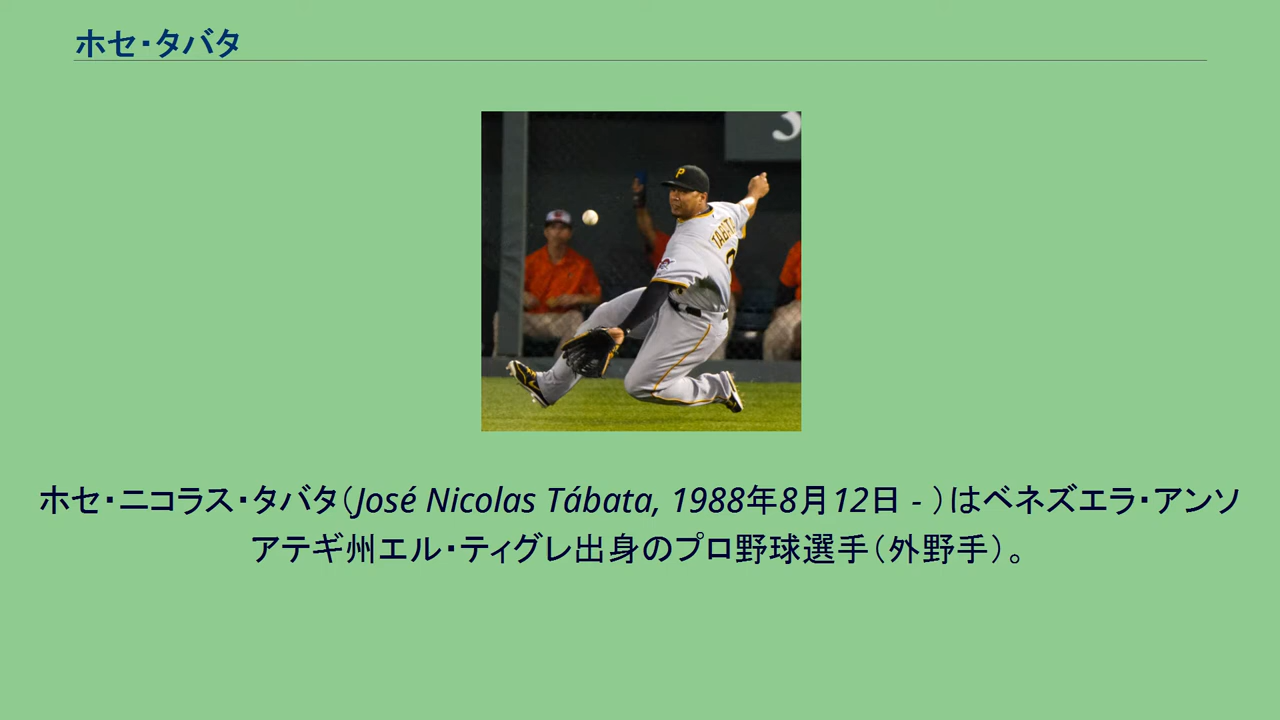 ホセ・タバタ
P
TABATA
ホセ・ニコラス・タバタ（José Nicolas Tábata, 1988年8月12日 - ）はベネズエラ・アンソ
アテギ州エル・ティグレ出身のプロ野球選手（外野手）。